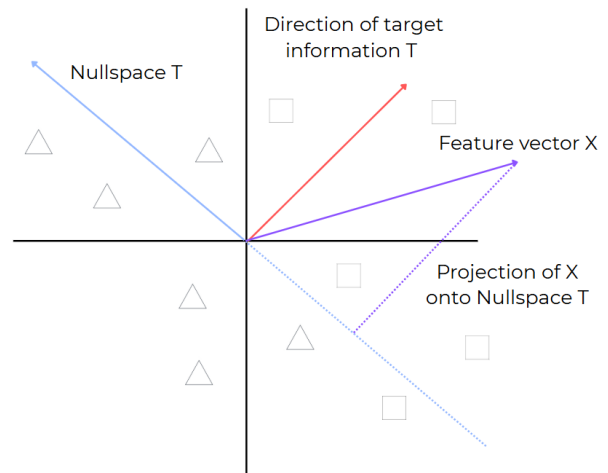 Direction of target
information T
Nullspace T
Feature vector X
Projection of X
onto Nullspace T